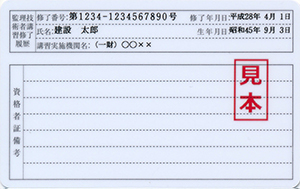 監理技術者講習修了履歴
修了番号:第1234-1234567890号 修了年月日:平成28年 4月 1日
氏名:建設 太郎 生年月日:昭和45年 9月 3日
講習実施機関名:(一財)○○××
見本
資格者証備考